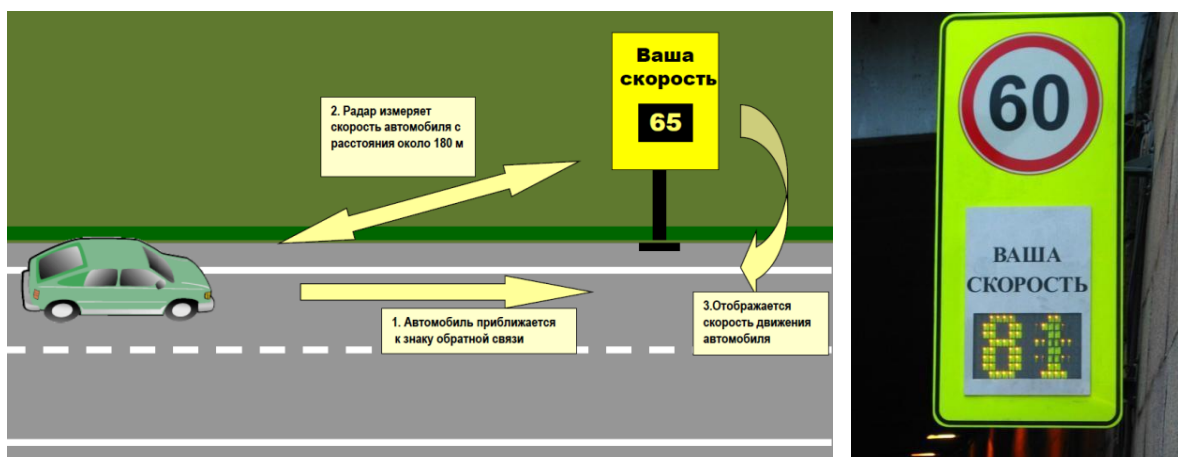 Ваша
скорость
65
2. Радар измеряет
скорость автомобиля с
расстояния около 180 м
1. Автомобиль приближается
к знаку обратной связи
3.Отображается
скорость движения
автомобиля
60
ВАША
СКОРОСТЬ
81